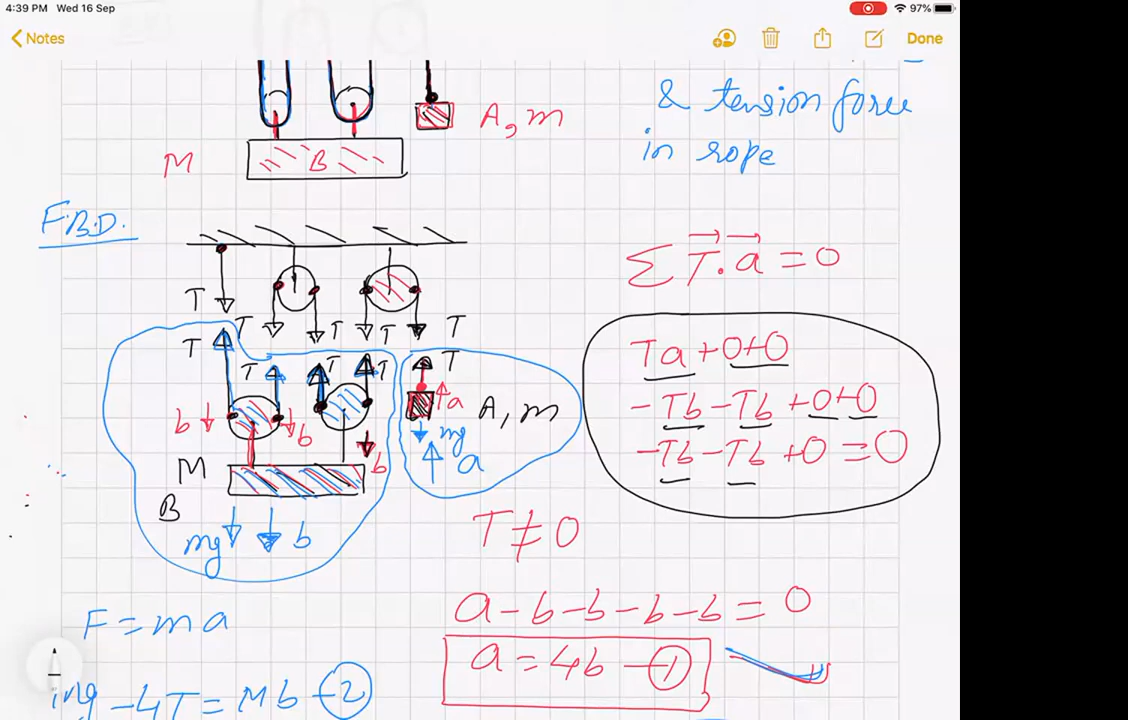 4:39 PM Wed 16 Sep
97%
Notes
Done
& tension force
in rope
A, m
M
B
F.B.D.
T
T
T
T
T
T
T
T
T
T
b
b
b
a
A, m
mg
a
M
B
mg
b
Σ T⃗ . a⃗ = 0
Ta + 0+0
-Tb - Tb + 0 + 0
-Tb - Tb + 0 = 0
T ≠ 0
a - b - b - b - b = 0
a = 4b - ①
F = ma
mg - 4T = Mb - ②